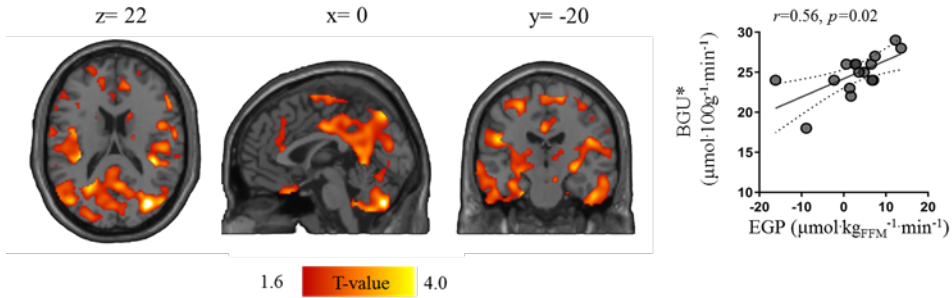 z= 22
x= 0
y= -20
1.6
T-value
4.0
r=0.56, p=0.02
BGU*
(µmol·100g⁻¹·min⁻¹)
30
25
20
15
10
-20
-10
0
10
20
EGP (µmol·kg_FFM⁻¹·min⁻¹)